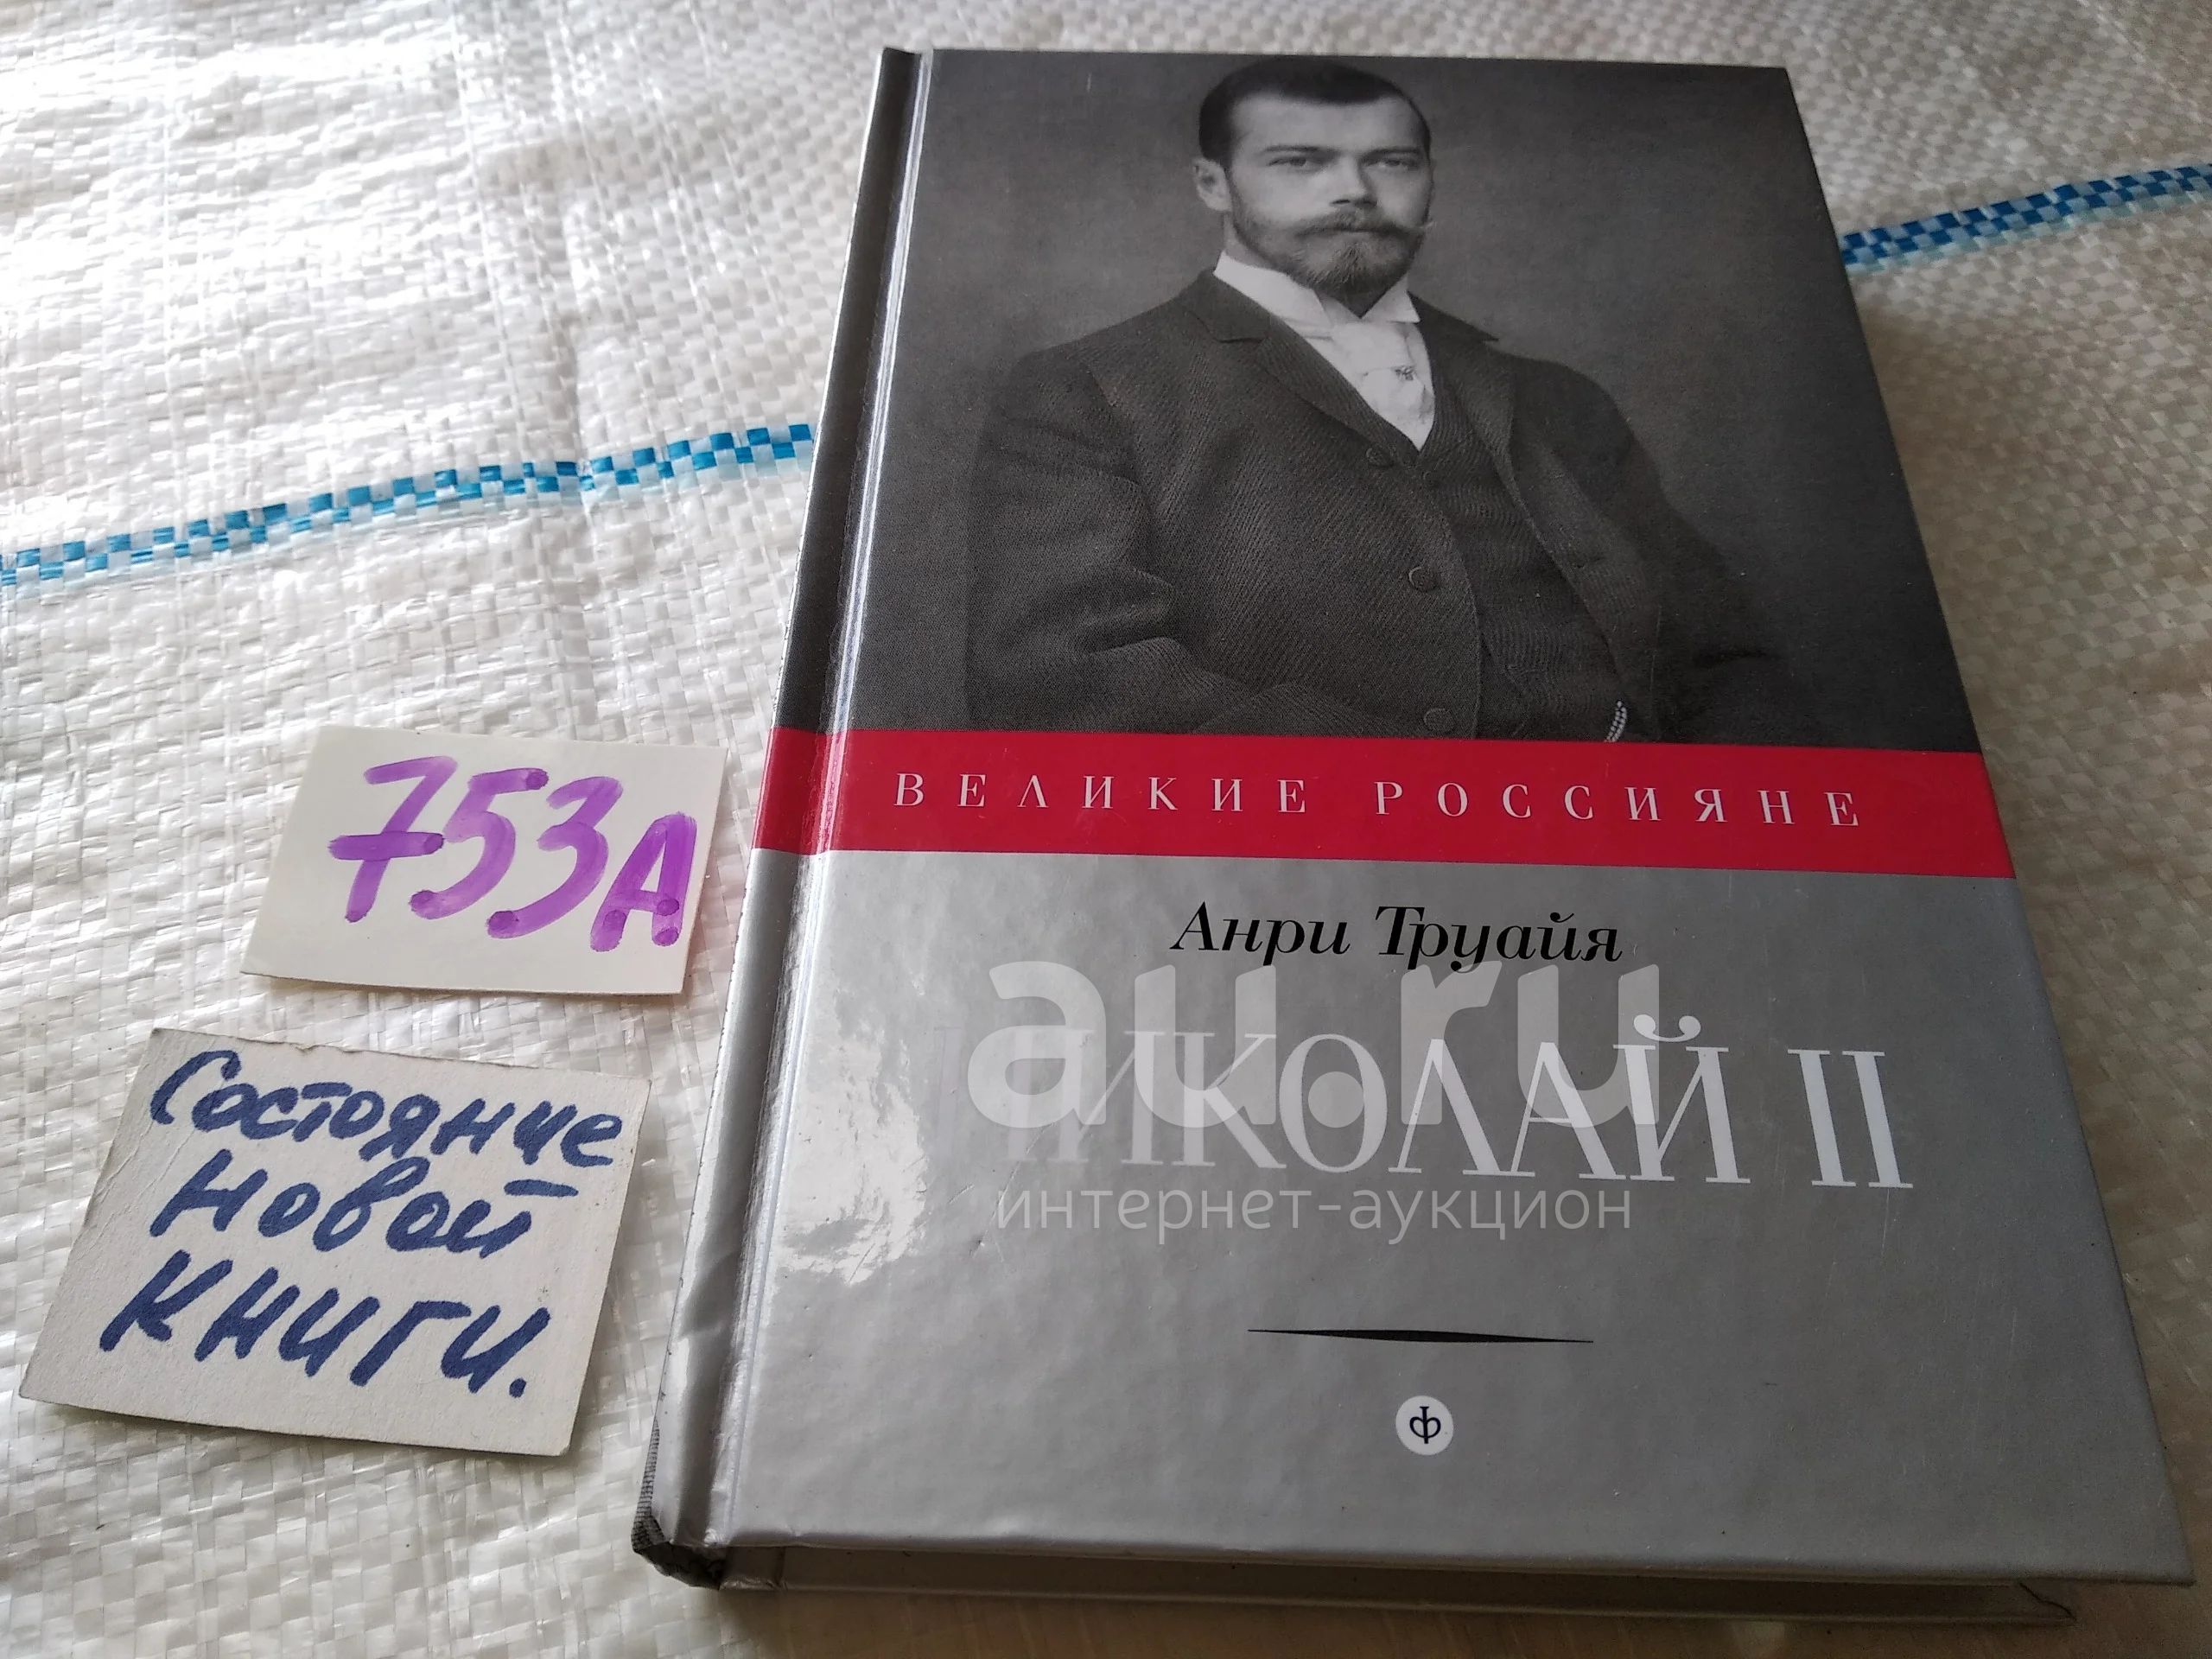 ВЕЛИКИЕ РОССИЯНЕ
Анри Труайя
НИКОЛАЙ II
au.ru
интернет-аукцион
ф
753А
Состояние
новой
книги.